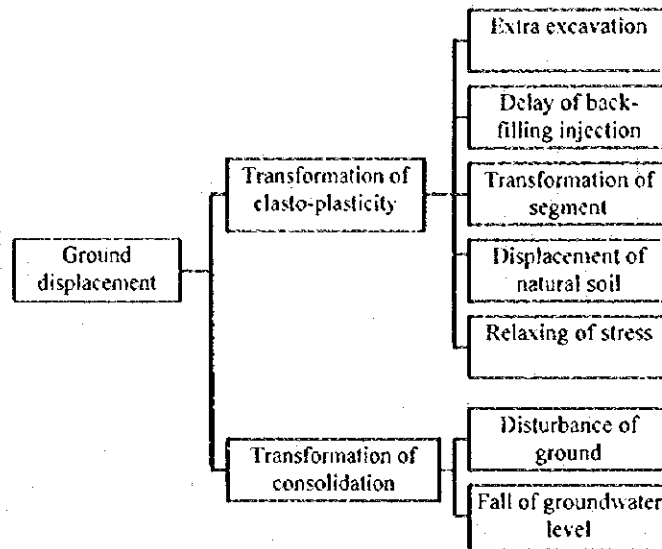 Ground
displacement
Transformation of
clasto-plasticity
Extra excavation
Delay of back-
filling injection
Transformation of
segment
Displacement of
natural soil
Relaxing of stress
Transformation of
consolidation
Disturbance of
ground
Fall of groundwater
level